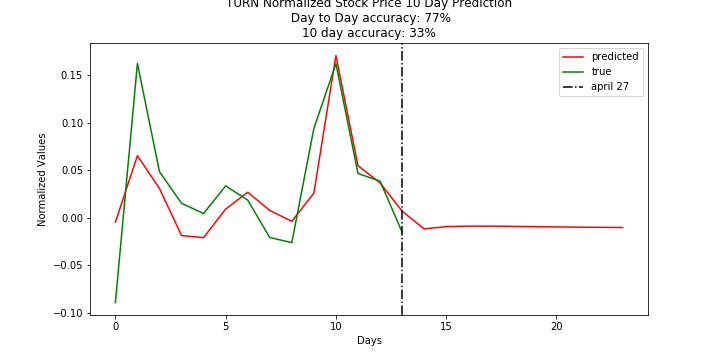 TURN Normalized Stock Price 10 Day Prediction
Day to Day accuracy: 77%
10 day accuracy: 33%
predicted
true
april 27
Normalized Values
0.15
0.10
0.05
0.00
−0.05
−0.10
0
5
10
15
20
Days